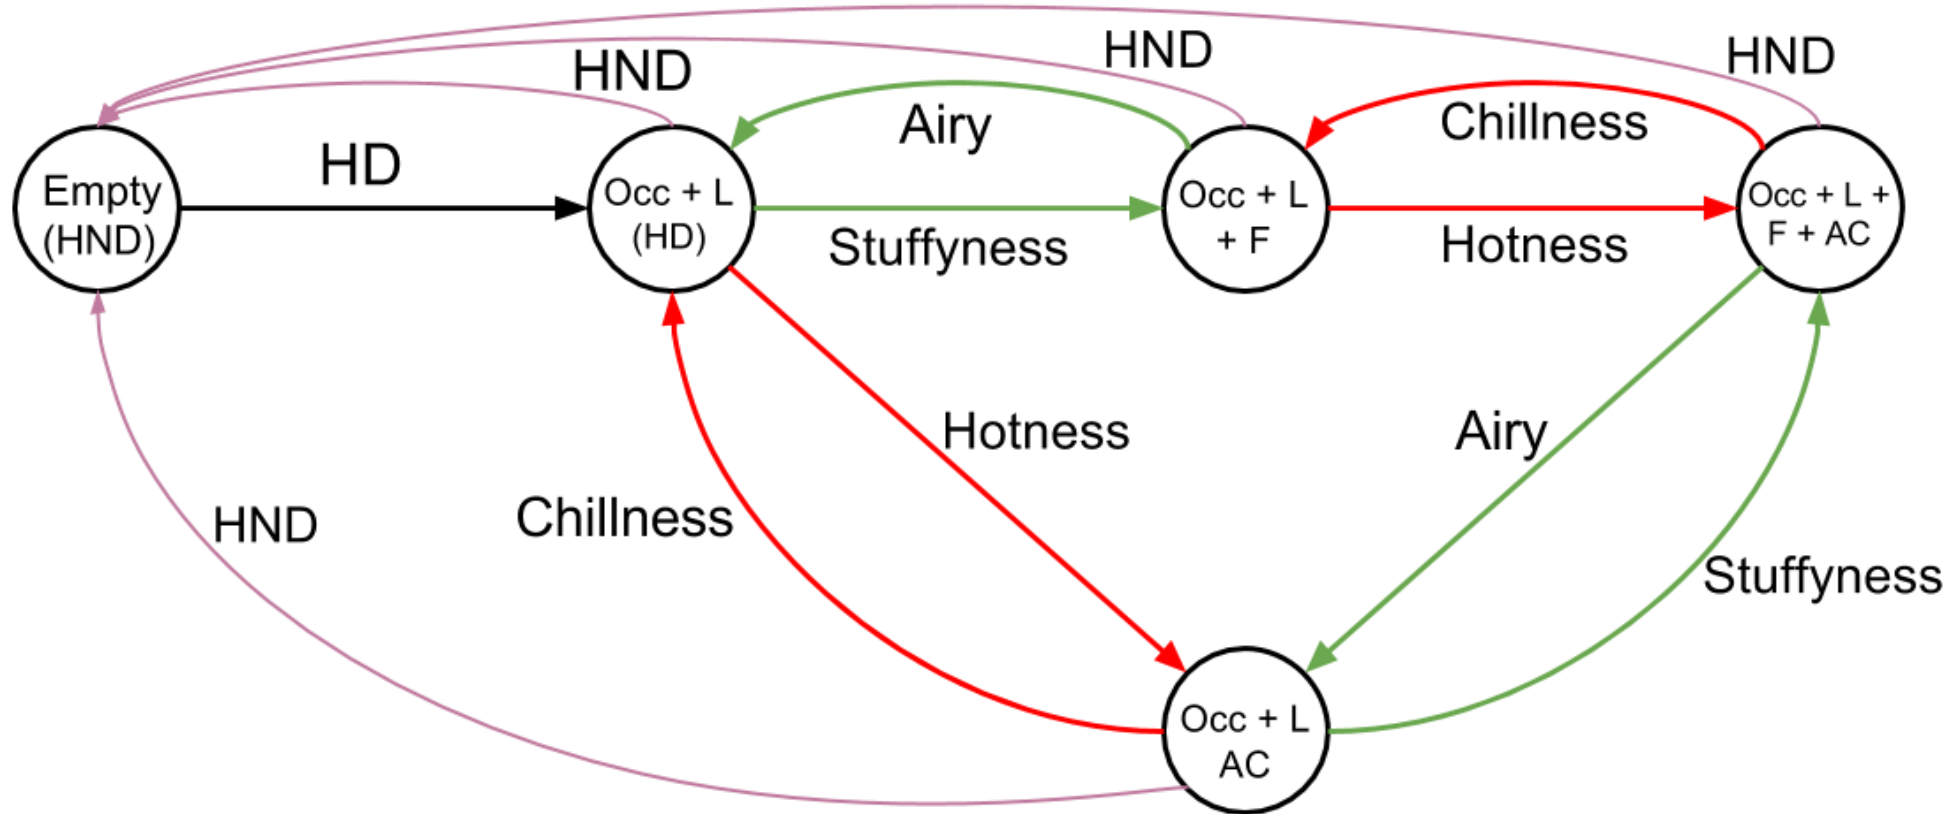 HND
HND
HND
Airy
Chillness
HD
Empty
(HND)
Occ + L
(HD)
Stuffyness
Occ + L
+ F
Hotness
Occ + L +
F + AC
Hotness
Airy
Chillness
HND
Stuffyness
Occ + L
AC